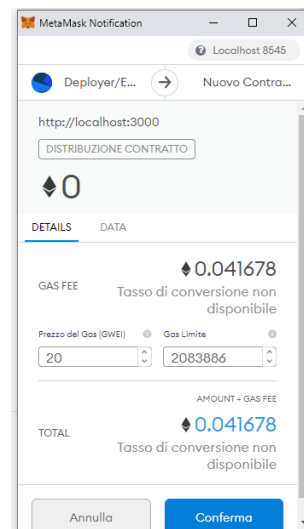 MetaMask Notification
Localhost 8545
Deployer/E... Nuovo Contra...
http://localhost:3000
DISTRIBUZIONE CONTRATTO
0
DETAILS DATA
GAS FEE 0.041678
Tasso di conversione non
disponibile
Prezzo del Gas (GWEI) Gas Limite
20 2083886
AMOUNT + GAS FEE
TOTAL 0.041678
Tasso di conversione non
disponibile
Annulla Conferma